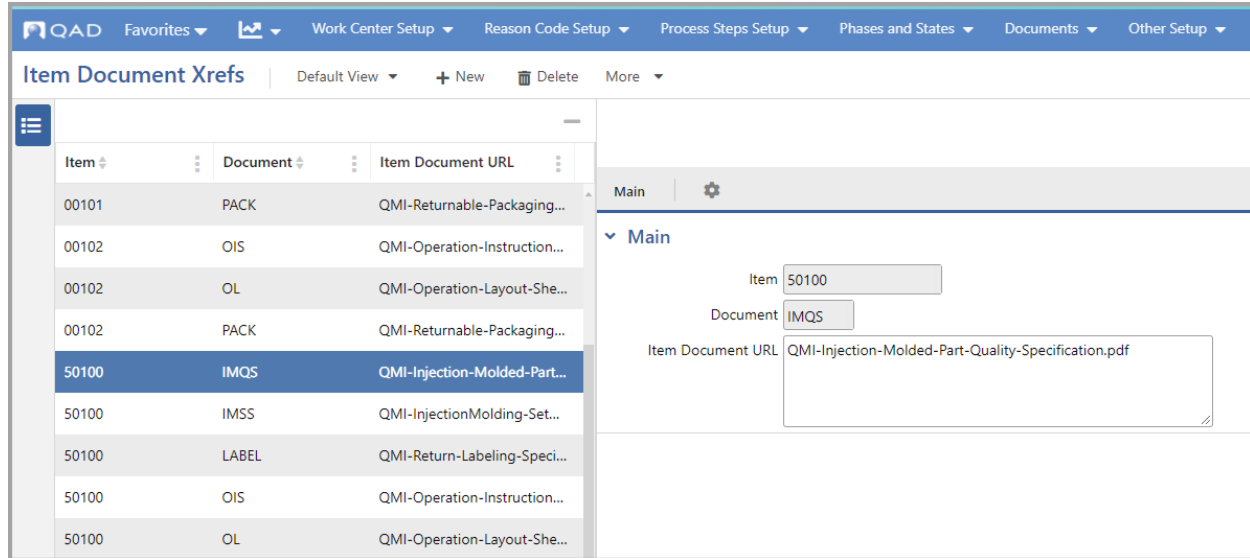 QAD Favorites Work Center Setup Reason Code Setup Process Steps Setup Phases and States Documents Other Setup
Item Document Xrefs Default View + New Delete More
Item Document Item Document URL
00101 PACK QMI-Returnable-Packaging...
00102 OIS QMI-Operation-Instruction...
00102 OL QMI-Operation-Layout-She...
00102 PACK QMI-Returnable-Packaging...
50100 IMQS QMI-Injection-Molded-Part...
50100 IMSS QMI-InjectionMolding-Set...
50100 LABEL QMI-Return-Labeling-Speci...
50100 OIS QMI-Operation-Instruction...
50100 OL QMI-Operation-Layout-She...
Main
Main
Item 50100
Document IMQS
Item Document URL QMI-Injection-Molded-Part-Quality-Specification.pdf